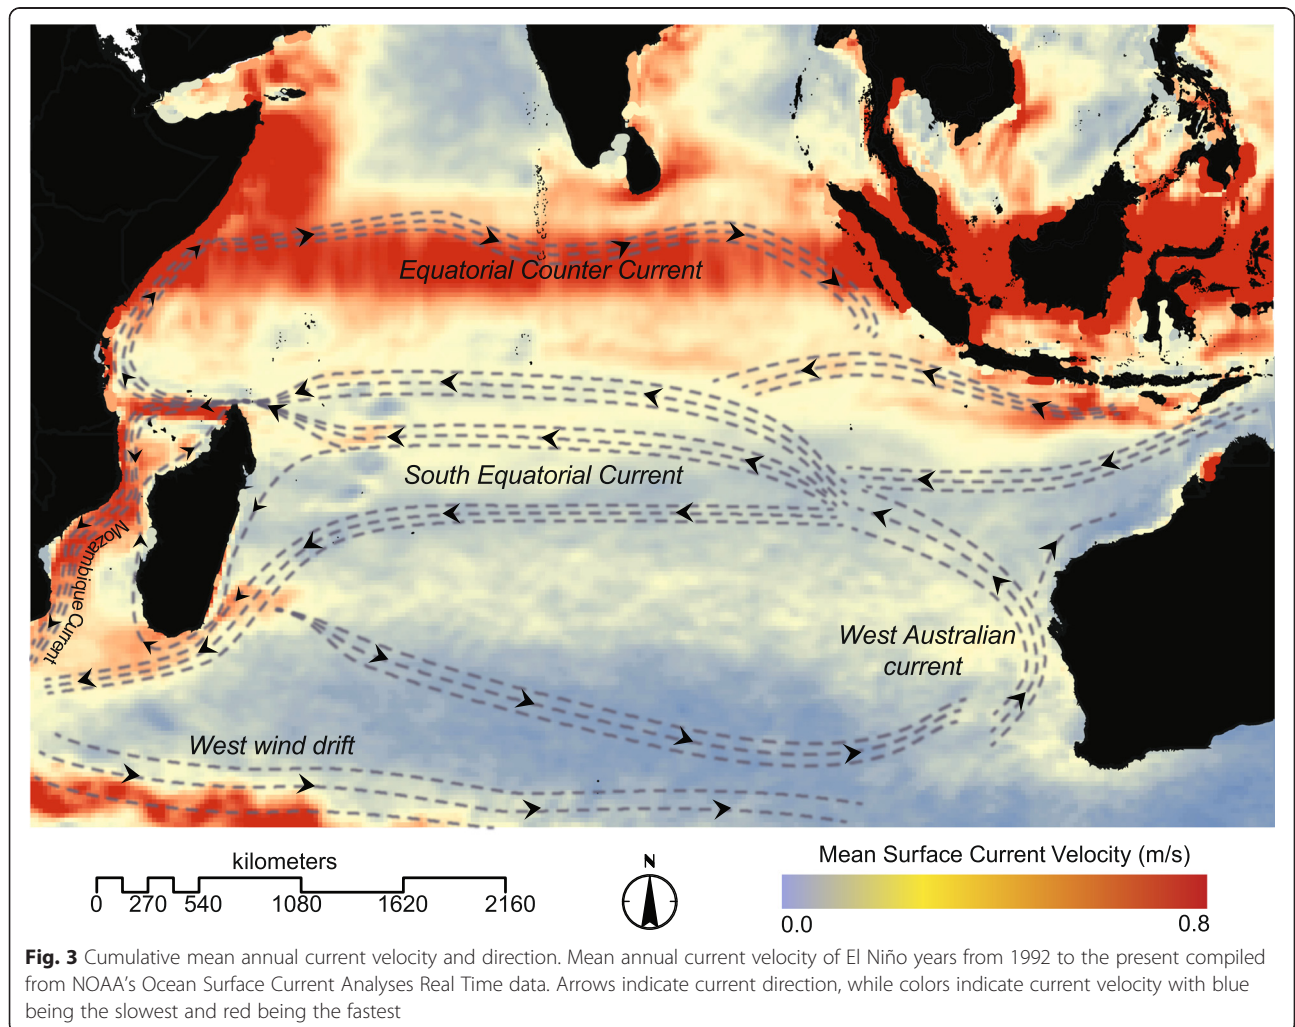 Equatorial Counter Current
South Equatorial Current
Mozambique Current
West Australian
current
West wind drift
kilometers
0 270 540 1080 1620 2160
N
Mean Surface Current Velocity (m/s)
0.0 0.8
Fig. 3 Cumulative mean annual current velocity and direction. Mean annual current velocity of El Niño years from 1992 to the present compiled
from NOAA's Ocean Surface Current Analyses Real Time data. Arrows indicate current direction, while colors indicate current velocity with blue
being the slowest and red being the fastest